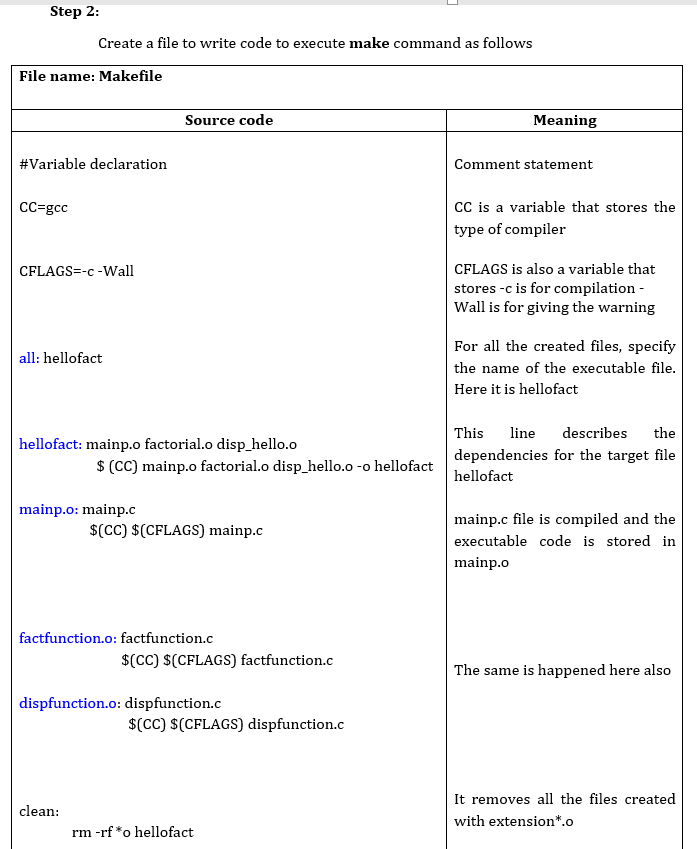 Step 2:
Create a file to write code to execute make command as follows
File name: Makefile
Source code
Meaning
#Variable declaration
Comment statement
CC=gcc
CC is a variable that stores the
type of compiler
CFLAGS=-c -Wall
CFLAGS is also a variable that
stores -c is for compilation -
Wall is for giving the warning
all: hellofact
For all the created files, specify
the name of the executable file.
Here it is hellofact
hellofact: mainp.o factorial.o disp_hello.o
$ (CC) mainp.o factorial.o disp_hello.o -o hellofact
This line describes the
dependencies for the target file
hellofact
mainp.o: mainp.c
$(CC) $(CFLAGS) mainp.c
mainp.c file is compiled and the
executable code is stored in
mainp.o
factfunction.o: factfunction.c
$(CC) $(CFLAGS) factfunction.c
dispfunction.o: dispfunction.c
$(CC) $(CFLAGS) dispfunction.c
The same is happened here also
clean:
rm -rf *o hellofact
It removes all the files created
with extension*.o